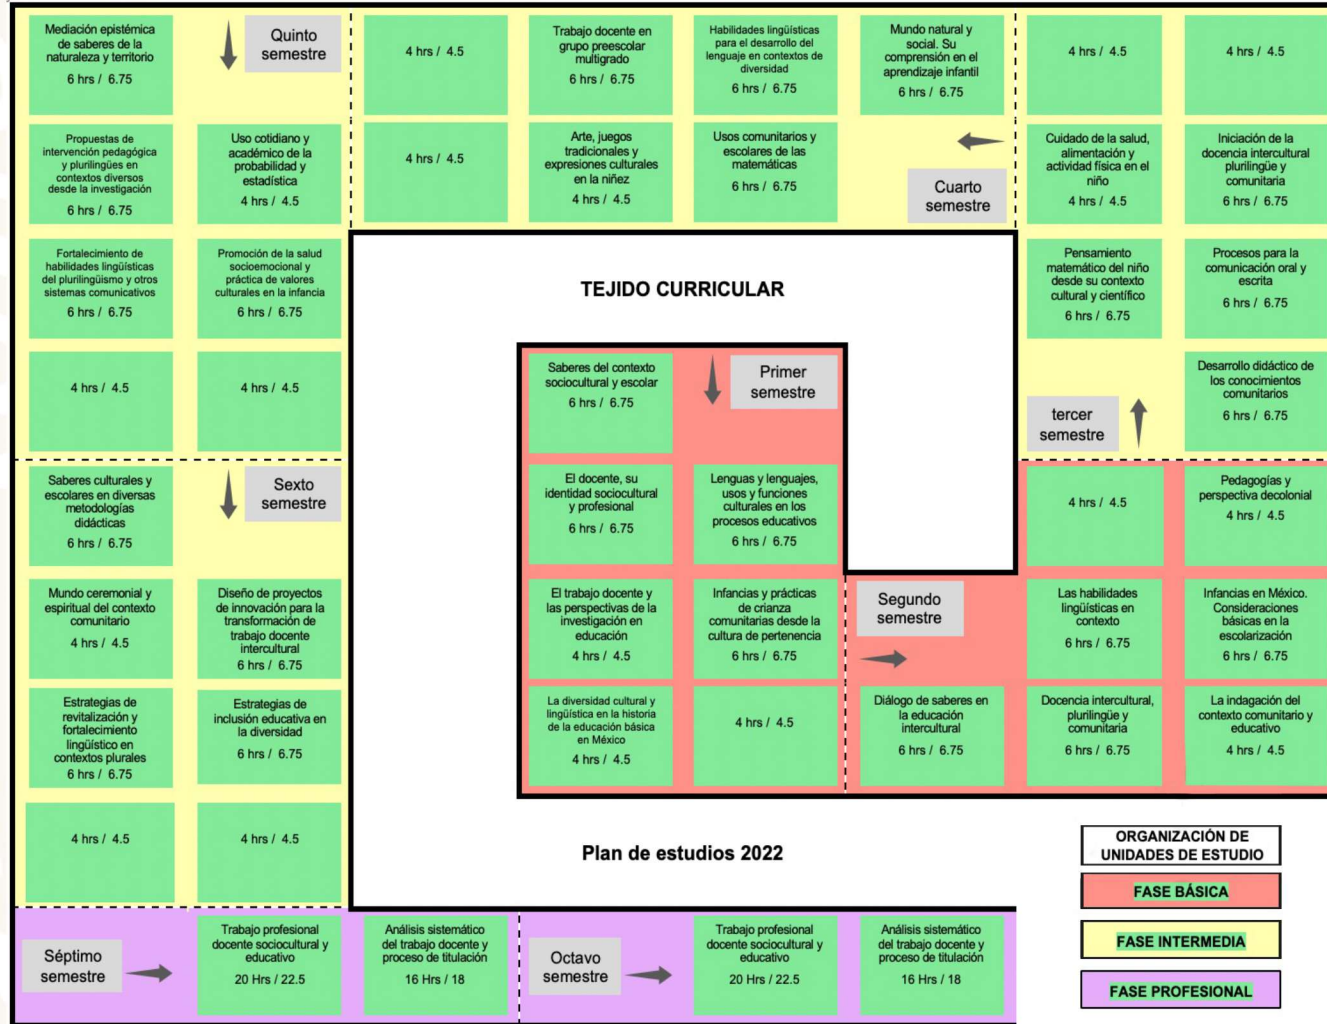 Mediación epistémica
de saberes de la
naturaleza y territorio
6 hrs / 6.75
Quinto
semestre
Propuestas de
intervención pedagógica
y plurilingües en
contextos diversos
desde la investigación
6 hrs / 6.75
Uso cotidiano y
académico de la
probabilidad y
estadística
4 hrs / 4.5
Fortalecimiento de
habilidades lingüísticas
del plurilingüismo y otros
sistemas comunicativos
6 hrs / 6.75
Promoción de la salud
socioemocional y
práctica de valores
culturales en la infancia
6 hrs / 6.75
4 hrs / 4.5
4 hrs / 4.5
4 hrs / 4.5
Trabajo docente en
grupo preescolar
multigrado
6 hrs / 6.75
Habilidades lingüísticas
para el desarrollo del
lenguaje en contextos de
diversidad
6 hrs / 6.75
Mundo natural y
social. Su
comprensión en el
aprendizaje infantil
6 hrs / 6.75
4 hrs / 4.5
Arte, juegos
tradicionales y
expresiones culturales
en la niñez
4 hrs / 4.5
Usos comunitarios y
escolares de las
matemáticas
6 hrs / 6.75
Cuarto
semestre
4 hrs / 4.5
4 hrs / 4.5
Cuidado de la salud,
alimentación y
actividad física en el
niño
4 hrs / 4.5
Iniciación de la
docencia intercultural
plurilingüe y
comunitaria
6 hrs / 6.75
Pensamiento
matemático del niño
desde su contexto
cultural y científico
6 hrs / 6.75
Procesos para la
comunicación oral y
escrita
6 hrs / 6.75
tercer
semestre
Desarrollo didáctico de
los conocimientos
comunitarios
6 hrs / 6.75
TEJIDO CURRICULAR
Saberes del contexto
sociocultural y escolar
6 hrs / 6.75
Primer
semestre
El docente, su
identidad sociocultural
y profesional
6 hrs / 6.75
Lenguas y lenguajes,
usos y funciones
culturales en los
procesos educativos
6 hrs / 6.75
El trabajo docente y
las perspectivas de la
investigación en
educación
4 hrs / 4.5
Infancias y prácticas
de crianza
comunitarias desde la
cultura de pertenencia
6 hrs / 6.75
La diversidad cultural y
lingüística en la historia
de la educación básica
en México
4 hrs / 4.5
4 hrs / 4.5
Segundo
semestre
4 hrs / 4.5
Pedagogías y
perspectiva decolonial
4 hrs / 4.5
Las habilidades
lingüísticas en
contexto
6 hrs / 6.75
Infancias en México.
Consideraciones
básicas en la
escolarización
6 hrs / 6.75
Diálogo de saberes en
la educación
intercultural
6 hrs / 6.75
Docencia intercultural,
plurilingüe y
comunitaria
6 hrs / 6.75
La indagación del
contexto comunitario y
educativo
4 hrs / 4.5
Saberes culturales y
escolares en diversas
metodologías
didácticas
6 hrs / 6.75
Sexto
semestre
Mundo ceremonial y
espiritual del contexto
comunitario
4 hrs / 4.5
Diseño de proyectos
de innovación para la
transformación de
trabajo docente
intercultural
6 hrs / 6.75
Estrategias de
revitalización y
fortalecimiento
lingüístico en
contextos plurales
6 hrs / 6.75
Estrategias de
inclusión educativa en
la diversidad
6 hrs / 6.75
4 hrs / 4.5
4 hrs / 4.5
Plan de estudios 2022
Séptimo
semestre
Trabajo profesional
docente sociocultural y
educativo
20 Hrs / 22.5
Análisis sistemático
del trabajo docente y
proceso de titulación
16 Hrs / 18
Octavo
semestre
Trabajo profesional
docente sociocultural y
educativo
20 Hrs / 22.5
Análisis sistemático
del trabajo docente y
proceso de titulación
16 Hrs / 18
ORGANIZACIÓN DE
UNIDADES DE ESTUDIO
FASE BÁSICA
FASE INTERMEDIA
FASE PROFESIONAL